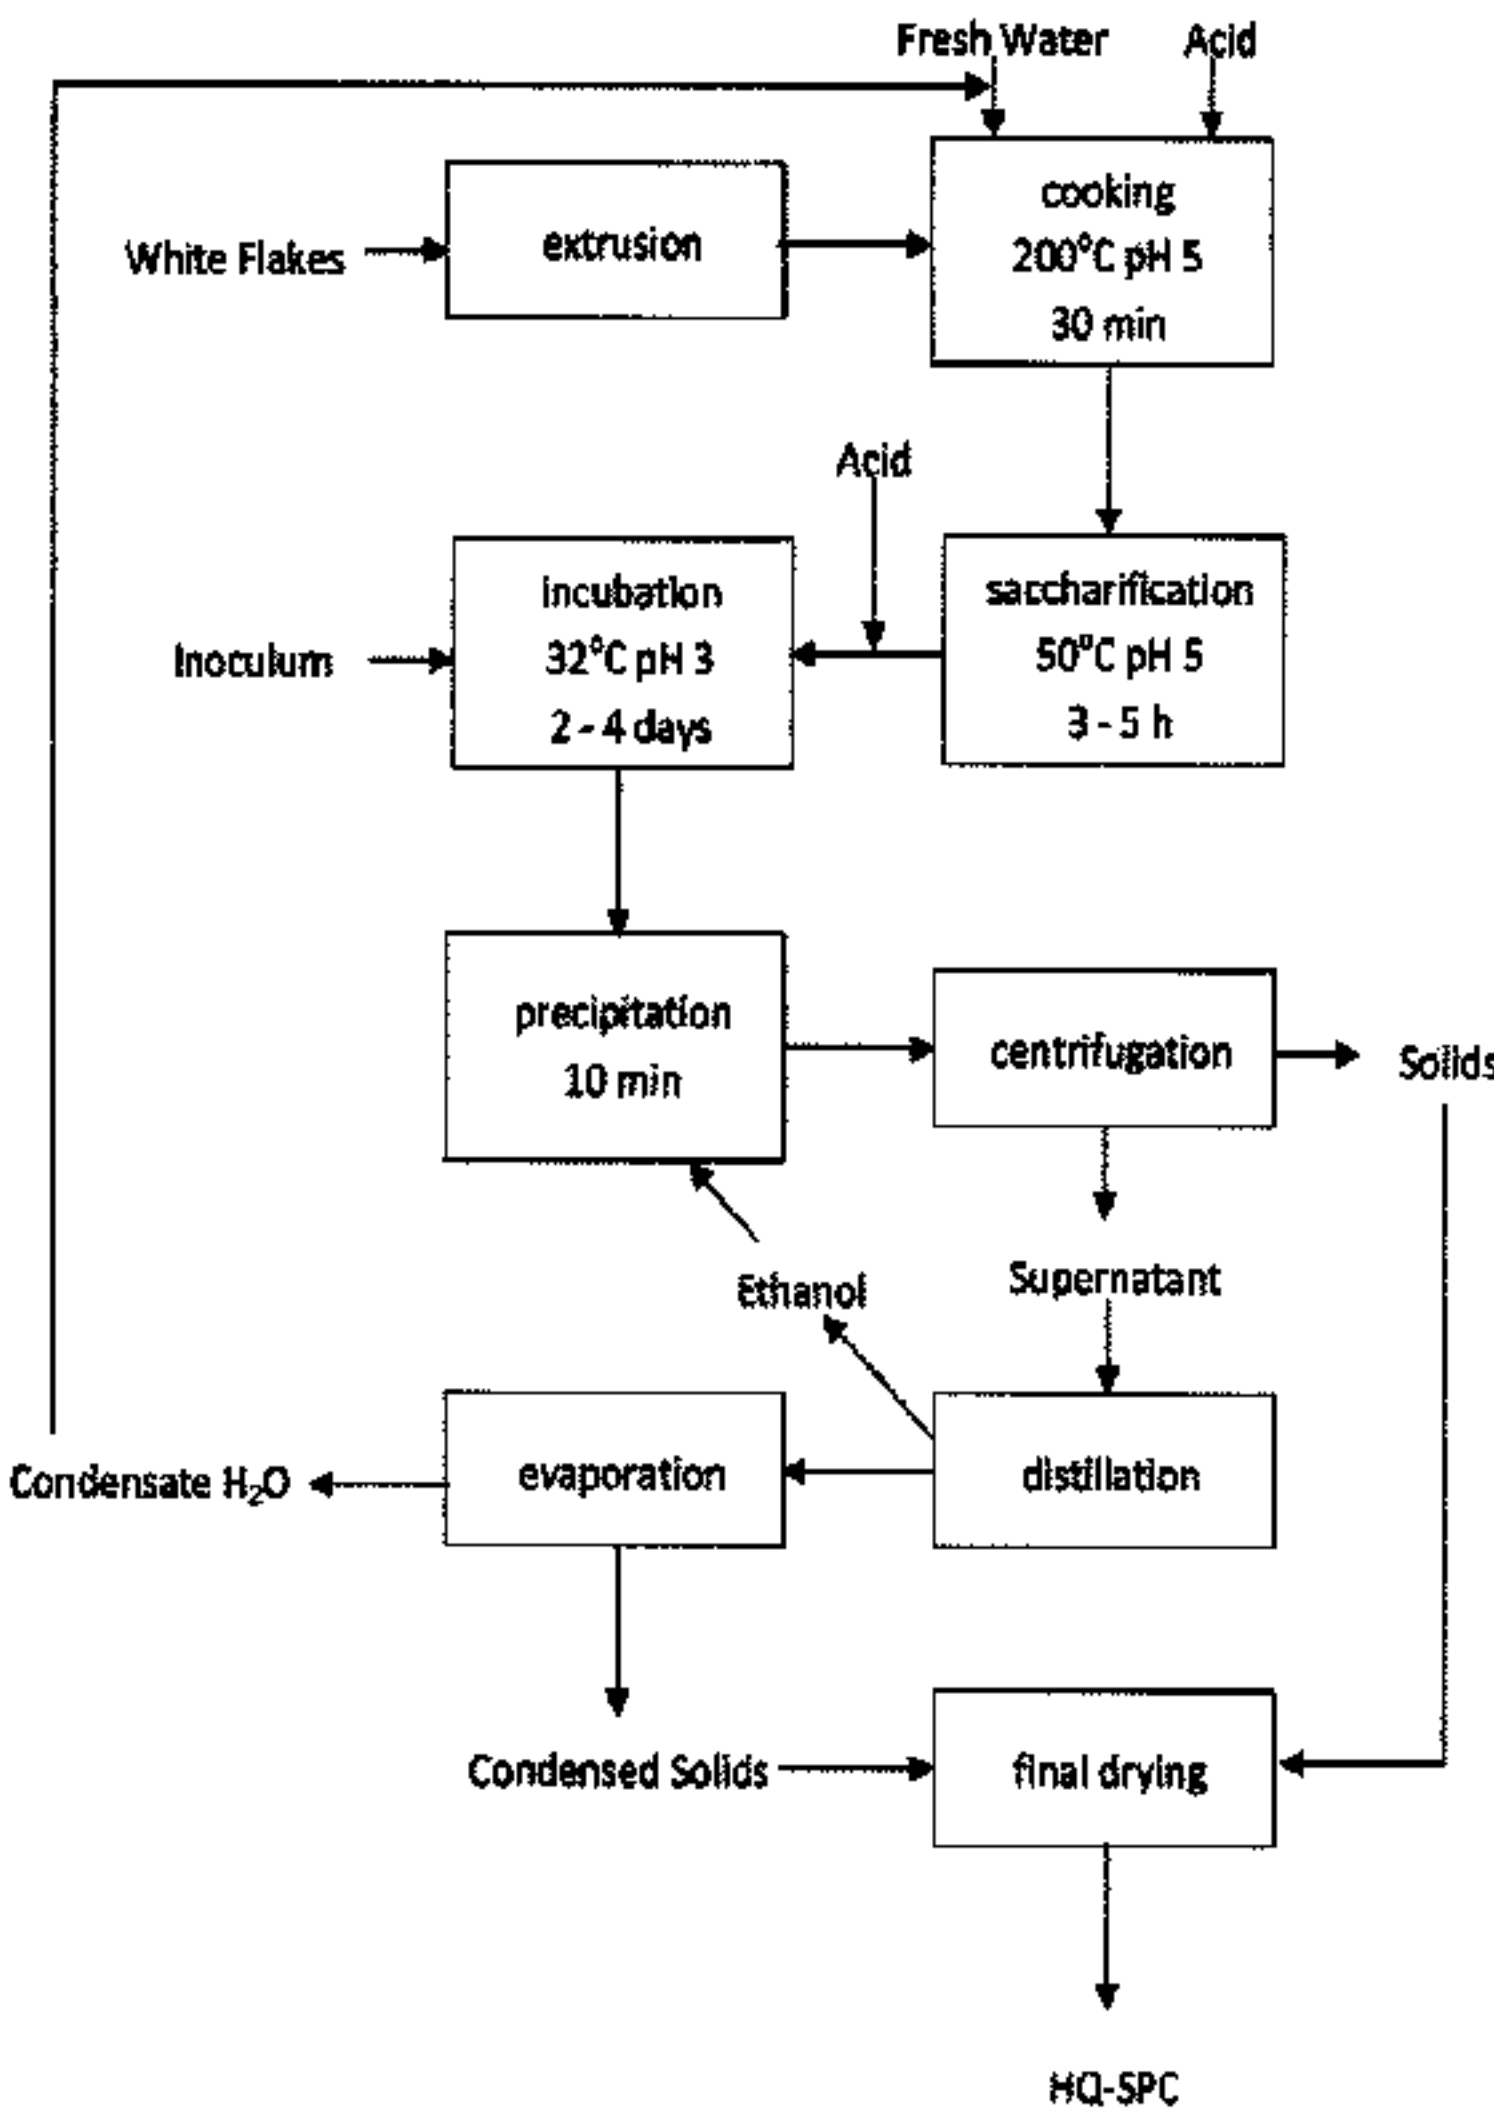 Fresh Water
Acid
White Flakes
extrusion
cooking
200°C pH 5
30 min
Acid
Inoculum
incubation
32°C pH 3
2 - 4 days
saccharification
50°C pH 5
3 - 5 h
precipitation
10 min
centrifugation
Solids
Ethanol
Supernatant
Condensate H₂O
evaporation
distillation
Condensed Solids
final drying
HQ-SPC